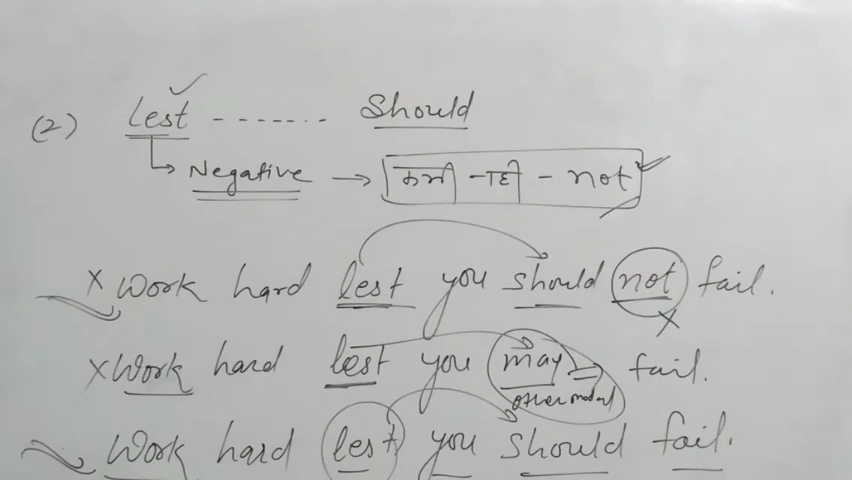 (2) lest ------- Should
Negative → कभी नही - not
× Work hard lest you should not fail.
× Work hard lest you may fail.
other modal
Work hard lest you should fail.